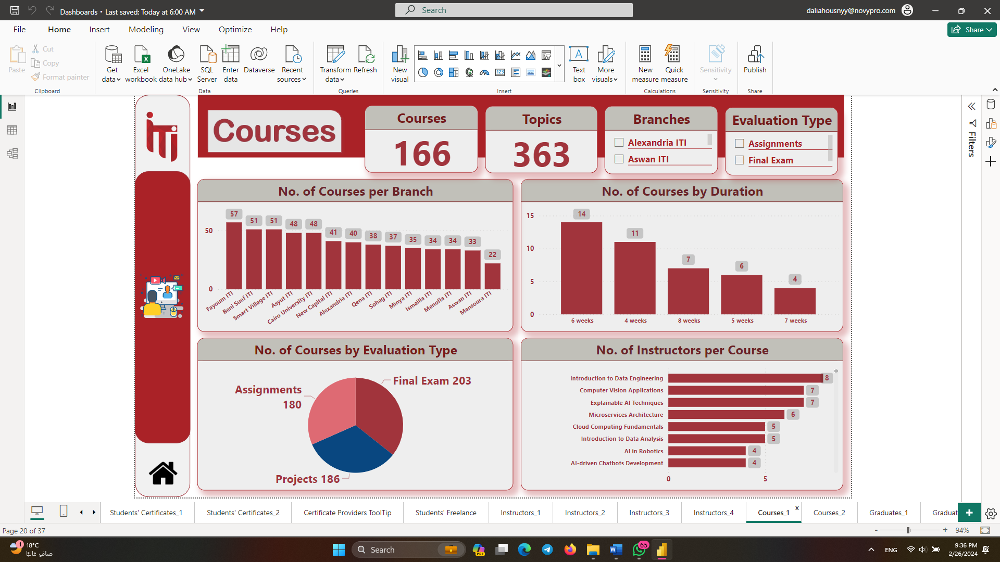 Dashboards • Last saved: Today at 6:00 AM
Search
daliahousnyy@novypro.com
File
Home
Insert
Modeling
View
Optimize
Help
Share
Paste
Cut
Copy
Format painter
Clipboard
Get data
Excel workbook
OneLake data hub
SQL Server
Enter data
Dataverse
Recent sources
Data
Transform data
Refresh
Queries
New visual
123
Text box
More visuals
Insert
New measure
Quick measure
Calculations
Sensitivity
Sensitivity
Publish
Share
iTi
Courses
Courses
166
Topics
363
Branches
Alexandria ITI
Aswan ITI
Evaluation Type
Assignments
Final Exam
Filters
No. of Courses per Branch
50
0
57
51
51
48
48
41
40
38
37
35
34
34
33
22
Fayoum ITI
Beni Suef ITI
Smart Village ITI
Asyut ITI
Cairo University ITI
New Capital ITI
Alexandria ITI
Qena ITI
Sohag ITI
Minya ITI
Ismailia ITI
Menofia ITI
Aswan ITI
Mansoura ITI
No. of Courses by Duration
15
10
5
0
14
11
7
6
4
6 weeks
4 weeks
8 weeks
5 weeks
7 weeks
No. of Courses by Evaluation Type
Final Exam 203
Assignments
180
Projects 186
No. of Instructors per Course
Introduction to Data Engineering 8
Computer Vision Applications 7
Explainable AI Techniques 7
Microservices Architecture 6
Cloud Computing Fundamentals 5
Introduction to Data Analysis 5
AI in Robotics 4
AI-driven Chatbots Development 4
0
5
Students' Certificates_1
Students' Certificates_2
Certificate Providers ToolTip
Students' Freelance
Instructors_1
Instructors_2
Instructors_3
Instructors_4
Courses_1
x
Courses_2
Graduates_1
Graduat
Page 20 of 37
- + 94%
1
18°C
صافٍ غالبًا
Search
PRE
65
ENG
9:36 PM
2/26/2024